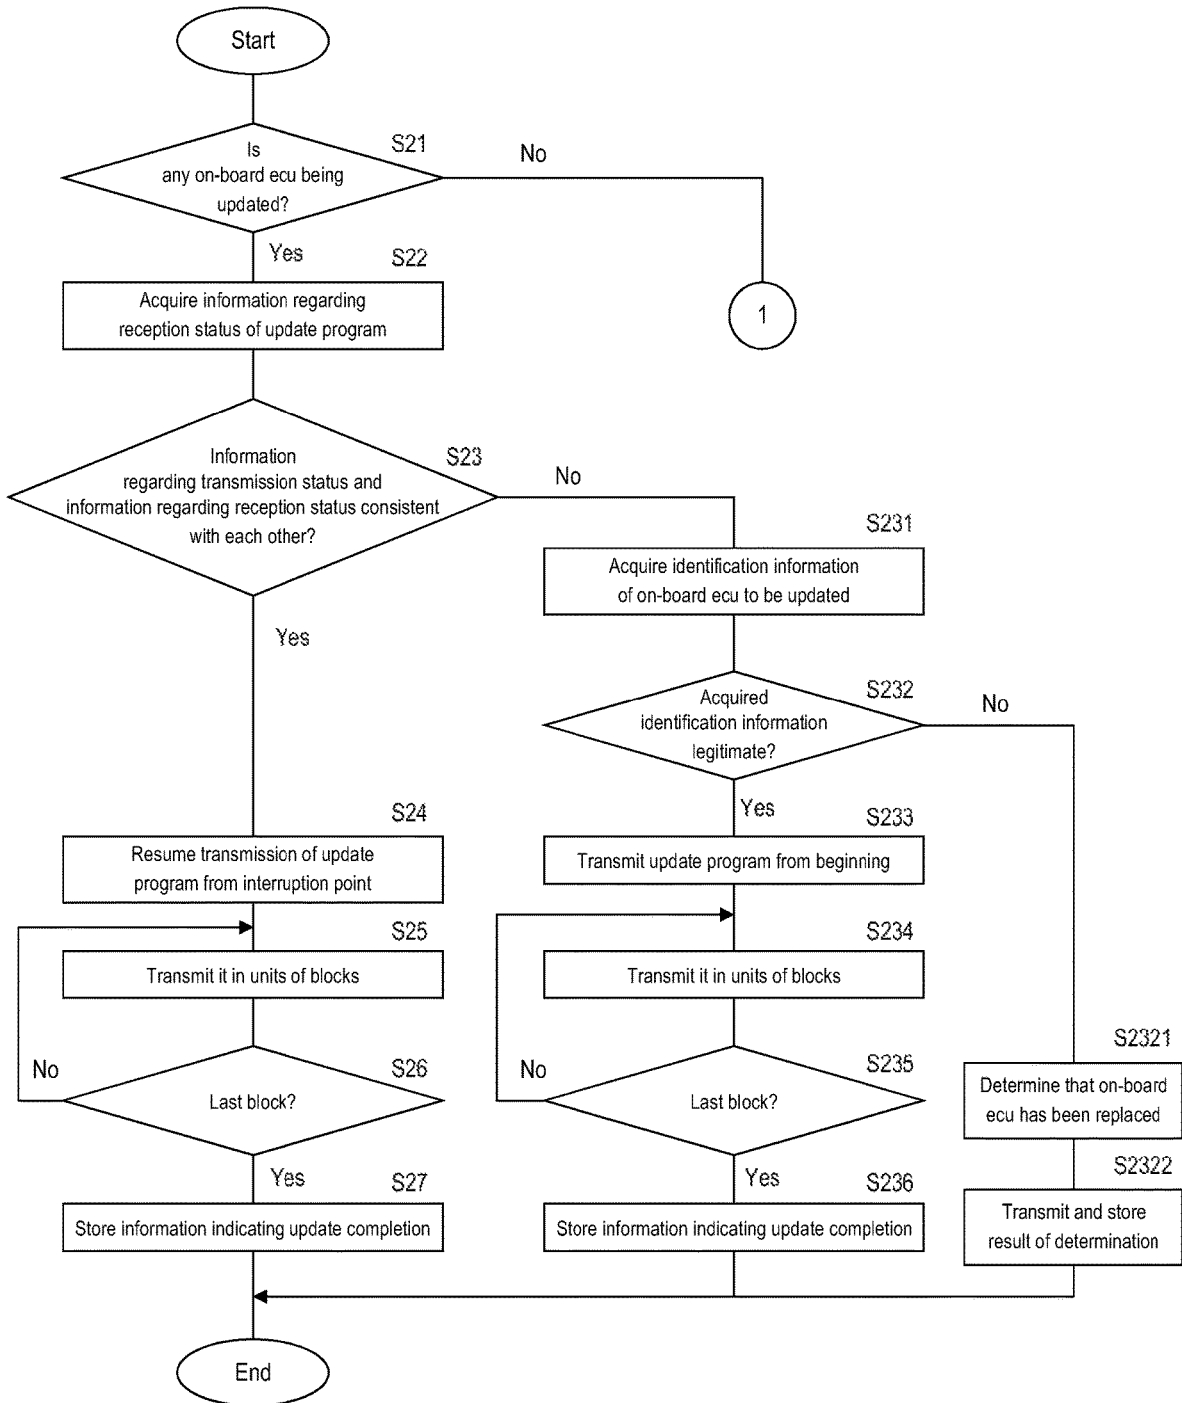 Start
S21
Is
any on-board ecu being
updated?
No
Yes
1
S22
Acquire information regarding
reception status of update program
S23
Information
regarding transmission status and
information regarding reception status consistent
with each other?
No
Yes
S231
Acquire identification information
of on-board ecu to be updated
S232
Acquired
identification information
legitimate?
No
Yes
S24
Resume transmission of update
program from interruption point
S233
Transmit update program from beginning
S25
Transmit it in units of blocks
S234
Transmit it in units of blocks
S26
Last block?
No
Yes
S235
Last block?
No
Yes
S2321
Determine that on-board
ecu has been replaced
S27
Store information indicating update completion
S236
Store information indicating update completion
S2322
Transmit and store
result of determination
End